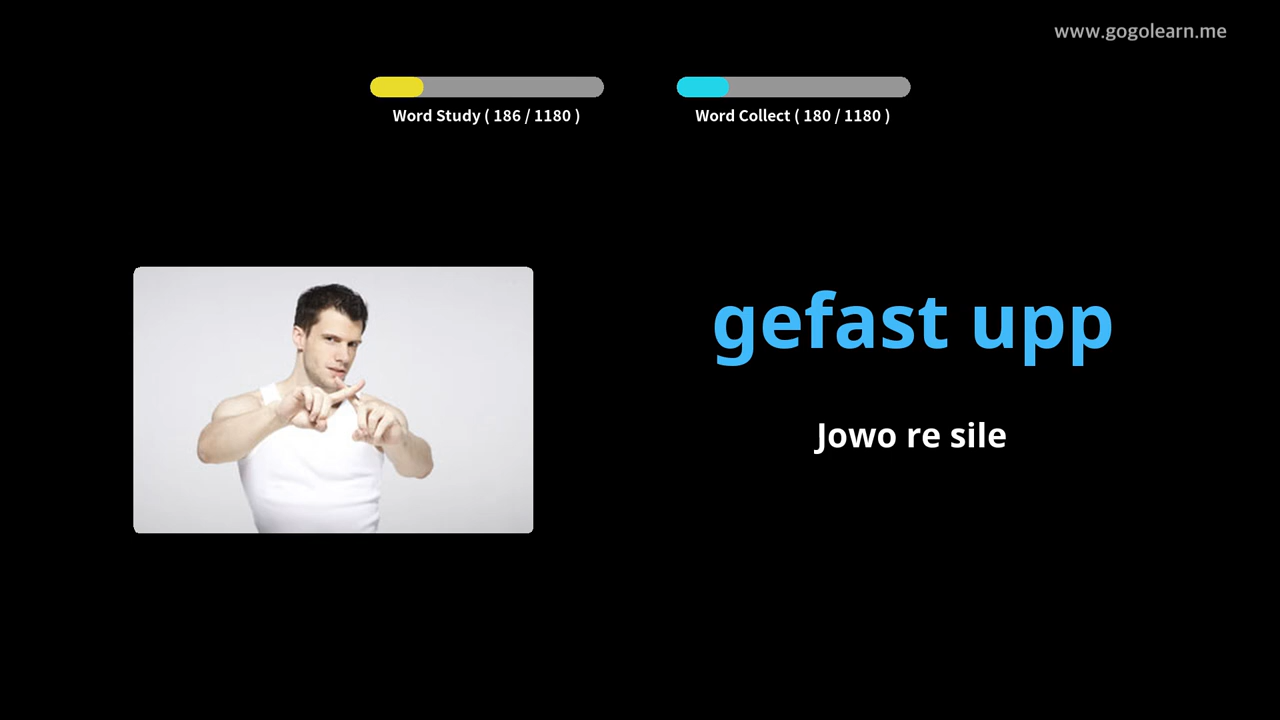 www.gogolearn.me
Word Study ( 186 / 1180 )
Word Collect ( 180 / 1180 )
gefast upp
Jowo re sile